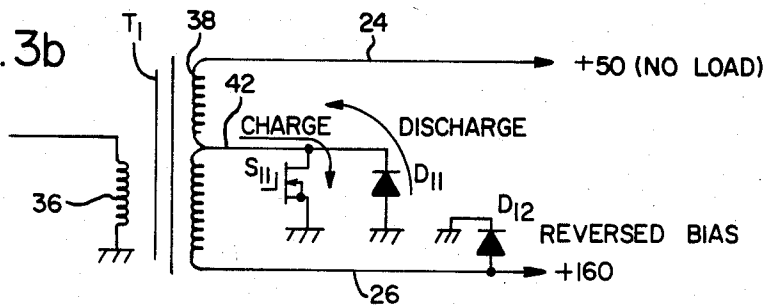 . 3b
T1
38
24
+50 (NO LOAD)
42
CHARGE
DISCHARGE
S11
D11
36
D12
REVERSED BIAS
+160
26